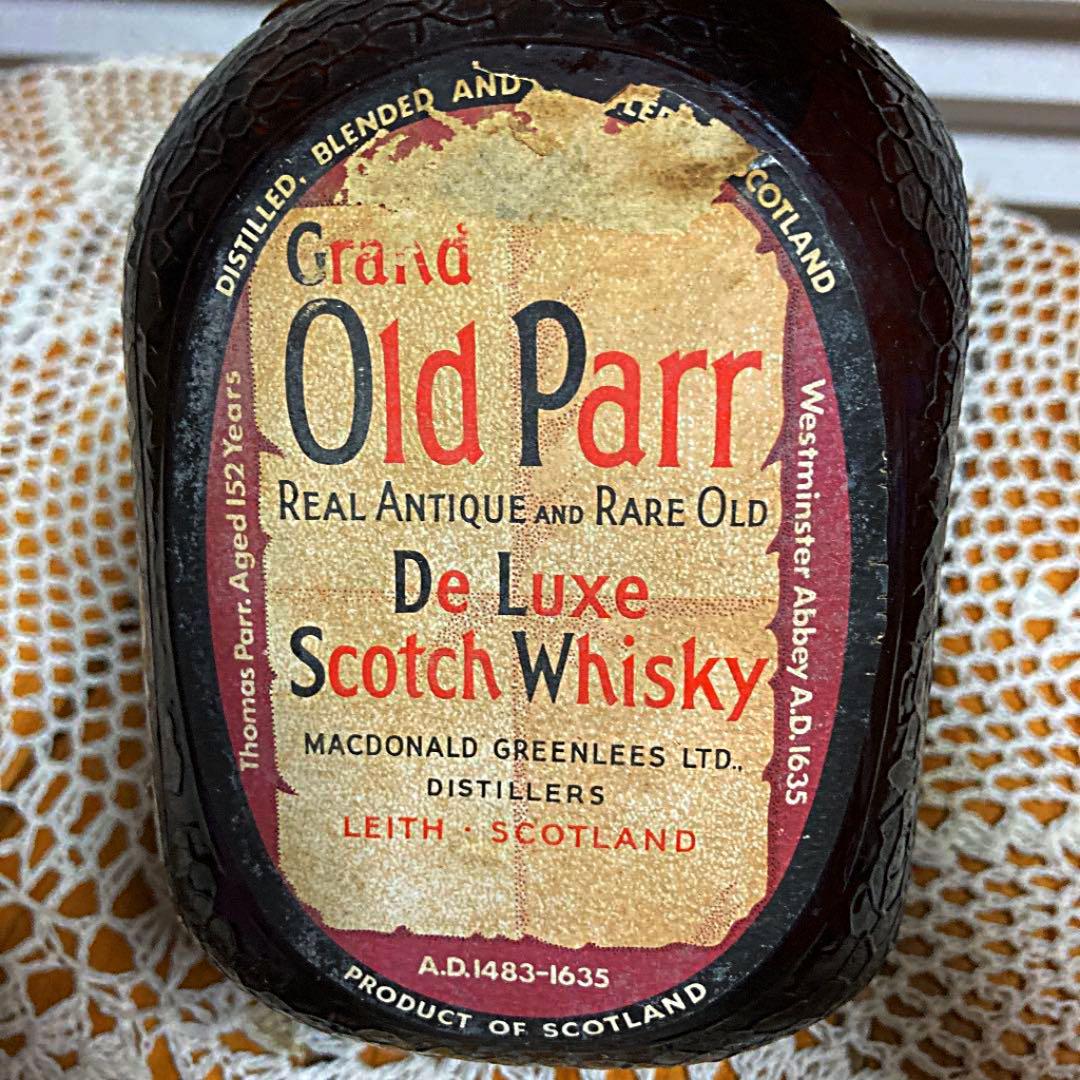 DISTILLED, BLENDED AND
SCOTLAND
Grand
Old Parr
REAL ANTIQUE AND RARE OLD
De Luxe
Scotch Whisky
MACDONALD GREENLEES LTD.,
DISTILLERS
LEITH · SCOTLAND
Thomas Parr. Aged 152 Years
Westminster Abbey A.D. 1635
A.D. 1483-1635
PRODUCT OF SCOTLAND